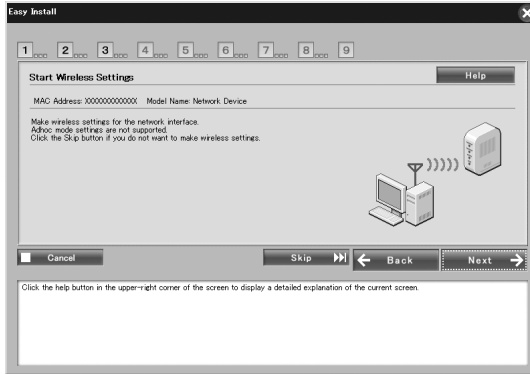 Easy Install
1 2 3 4 5 6 7 8 9
Start Wireless Settings
Help
MAC Address: XXXXXXXXXXXX Model Name: Network Device
Make wireless settings for the network interface.
Adhoc mode settings are not supported.
Click the Skip button if you do not want to make wireless settings.
Cancel
Skip
Back
Next
Click the help button in the upper-right corner of the screen to display a detailed explanation of the current screen.